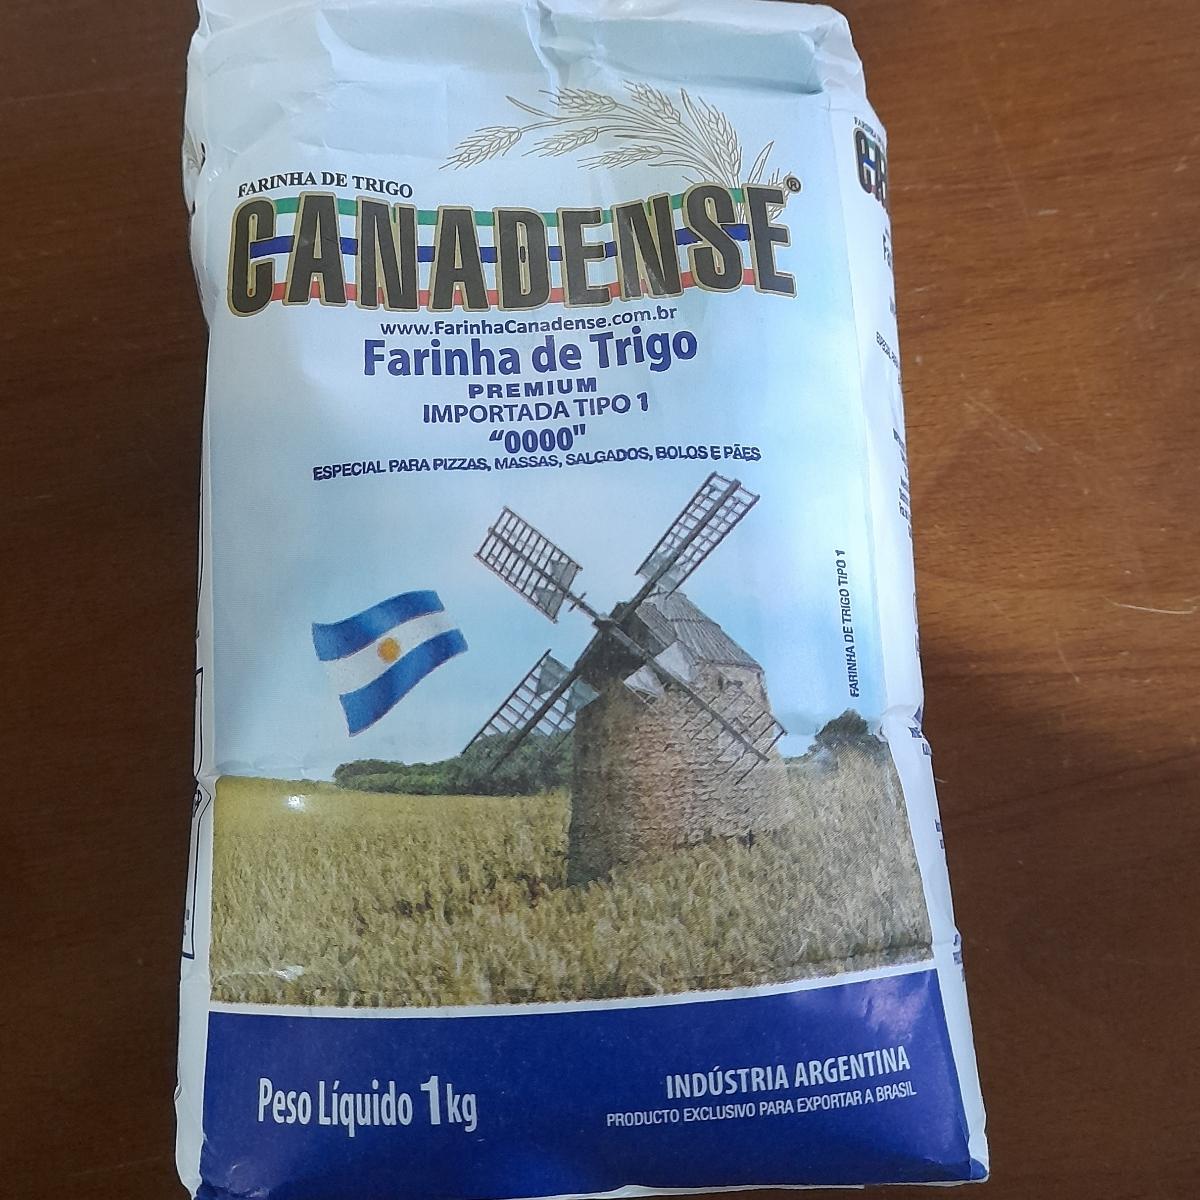 FARINHA DE TRIGO
CANADENSE®
www.FarinhaCanadense.com.br
Farinha de Trigo
PREMIUM
IMPORTADA TIPO 1
“0000"
ESPECIAL PARA PIZZAS, MASSAS, SALGADOS, BOLOS E PÃES
FARINHA DE TRIGO TIPO 1
Peso Líquido 1kg
INDÚSTRIA ARGENTINA
PRODUCTO EXCLUSIVO PARA EXPORTAR A BRASIL